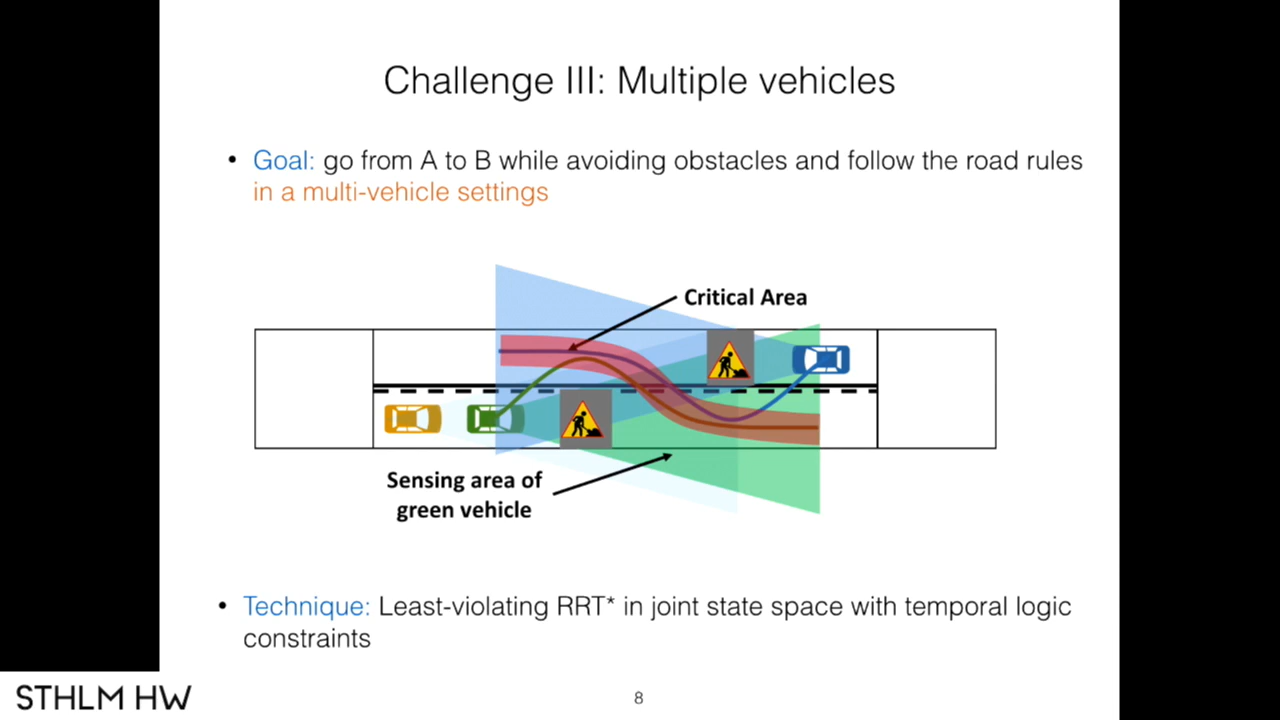 Challenge III: Multiple vehicles
• Goal: go from A to B while avoiding obstacles and follow the road rules
in a multi-vehicle settings
Critical Area
Sensing area of
green vehicle
• Technique: Least-violating RRT* in joint state space with temporal logic
constraints
STHLM HW
8